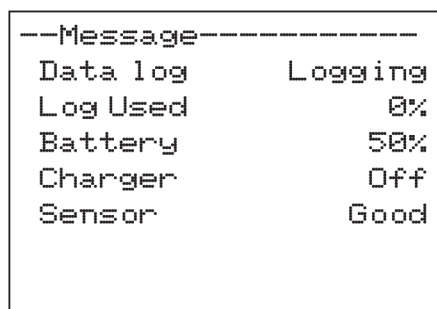 --Message-----------
Data log Logging
Log Used 0%
Battery 50%
Charger Off
Sensor Good